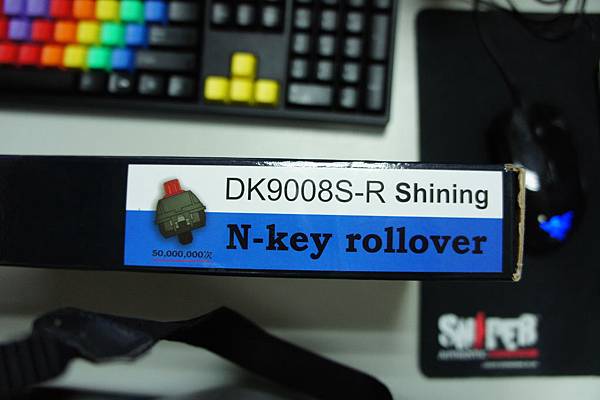 DK9008S-R Shining
N-key rollover
50,000,000次
SNIPER